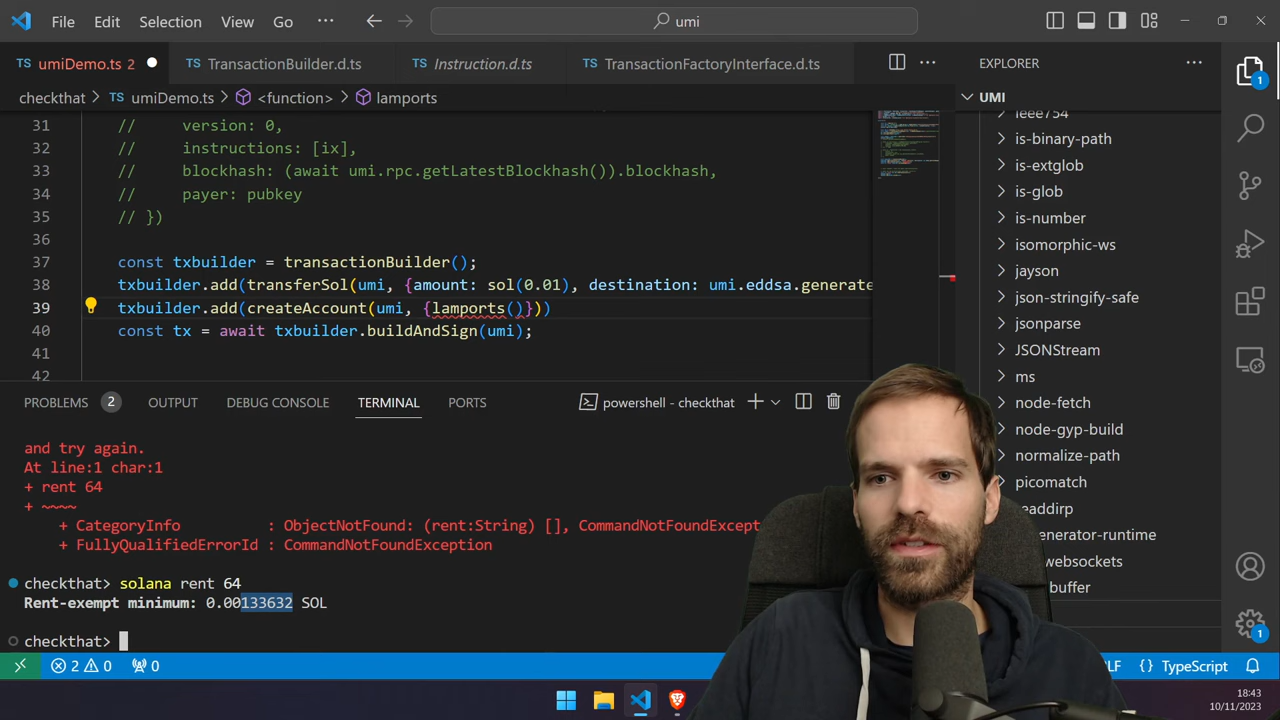 File Edit Selection View Go ··· umi
TS umiDemo.ts 2 TS TransactionBuilder.d.ts TS Instruction.d.ts TS TransactionFactoryInterface.d.ts
EXPLORER
checkthat > TS umiDemo.ts > <function> > lamports
UMI
31 //     version: 0,
32 //     instructions: [ix],
33 //     blockhash: (await umi.rpc.getLatestBlockhash()).blockhash,
34 //     payer: pubkey
35 // })
36
37 const txbuilder = transactionBuilder();
38 txbuilder.add(transferSol(umi, {amount: sol(0.01), destination: umi.eddsa.generate
39 txbuilder.add(createAccount(umi, {lamports()}))
40 const tx = await txbuilder.buildAndSign(umi);
41
42
ieee754
is-binary-path
is-extglob
is-glob
is-number
isomorphic-ws
jayson
json-stringify-safe
jsonparse
JSONStream
ms
node-fetch
node-gyp-build
normalize-path
picomatch
eaddirp
enerator-runtime
websockets
buffer
PROBLEMS 2 OUTPUT DEBUG CONSOLE TERMINAL PORTS powershell - checkthat
and try again.
At line:1 char:1
+ rent 64
+ ~~~~
    + CategoryInfo          : ObjectNotFound: (rent:String) [], CommandNotFoundExcept
    + FullyQualifiedErrorId : CommandNotFoundException
checkthat> solana rent 64
Rent-exempt minimum: 0.00133632 SOL
checkthat>
2 0 0 LF {} TypeScript
1
1
18:43
10/11/2023